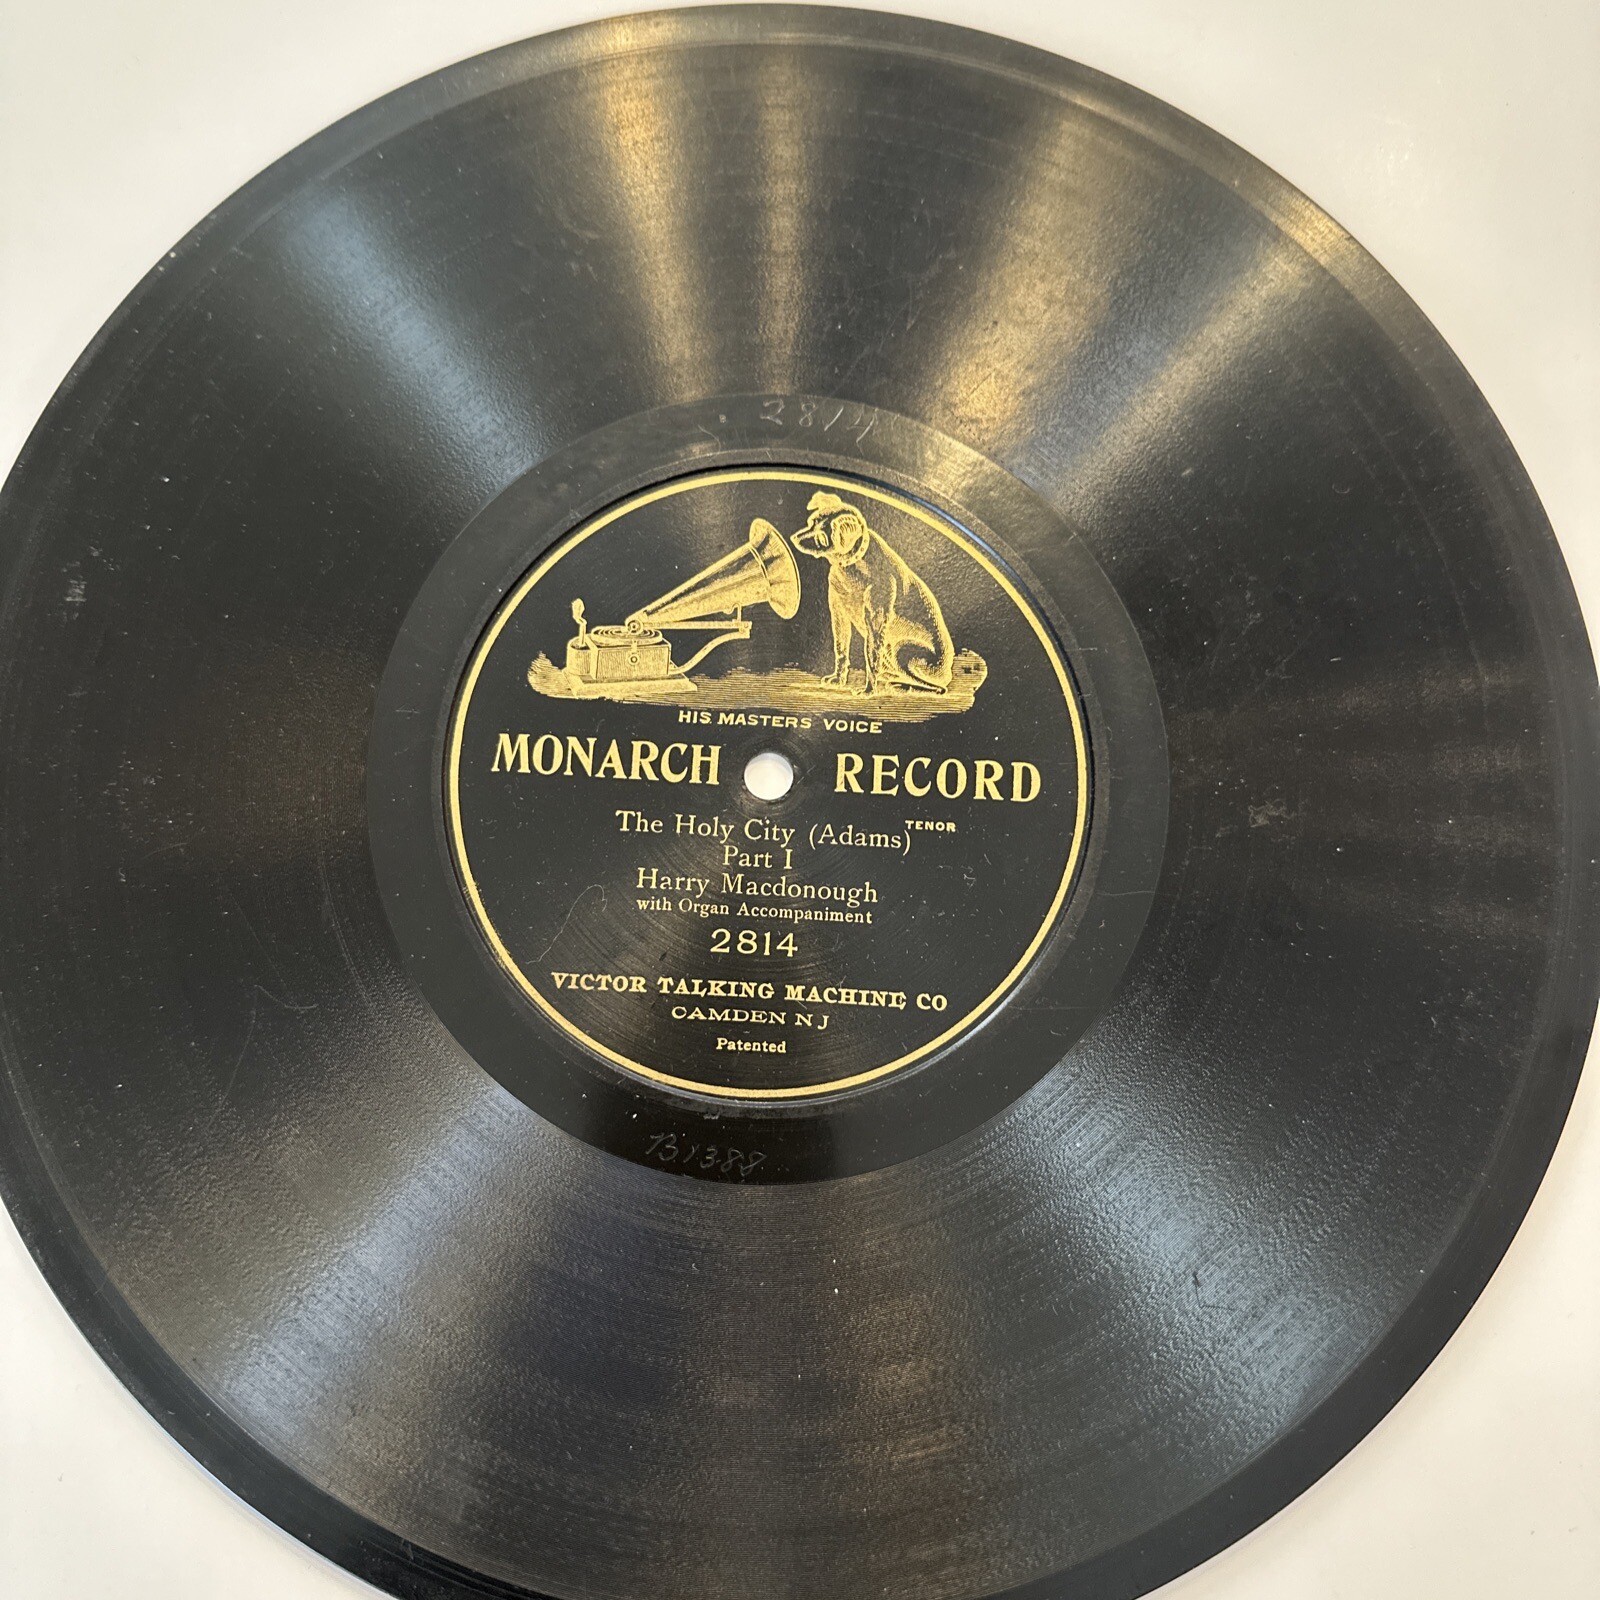 2814
HIS MASTERS VOICE
MONARCH RECORD
The Holy City (Adams) TENOR
Part I
Harry Macdonough
with Organ Accompaniment
2814
VICTOR TALKING MACHINE CO
CAMDEN N J
Patented
B1388